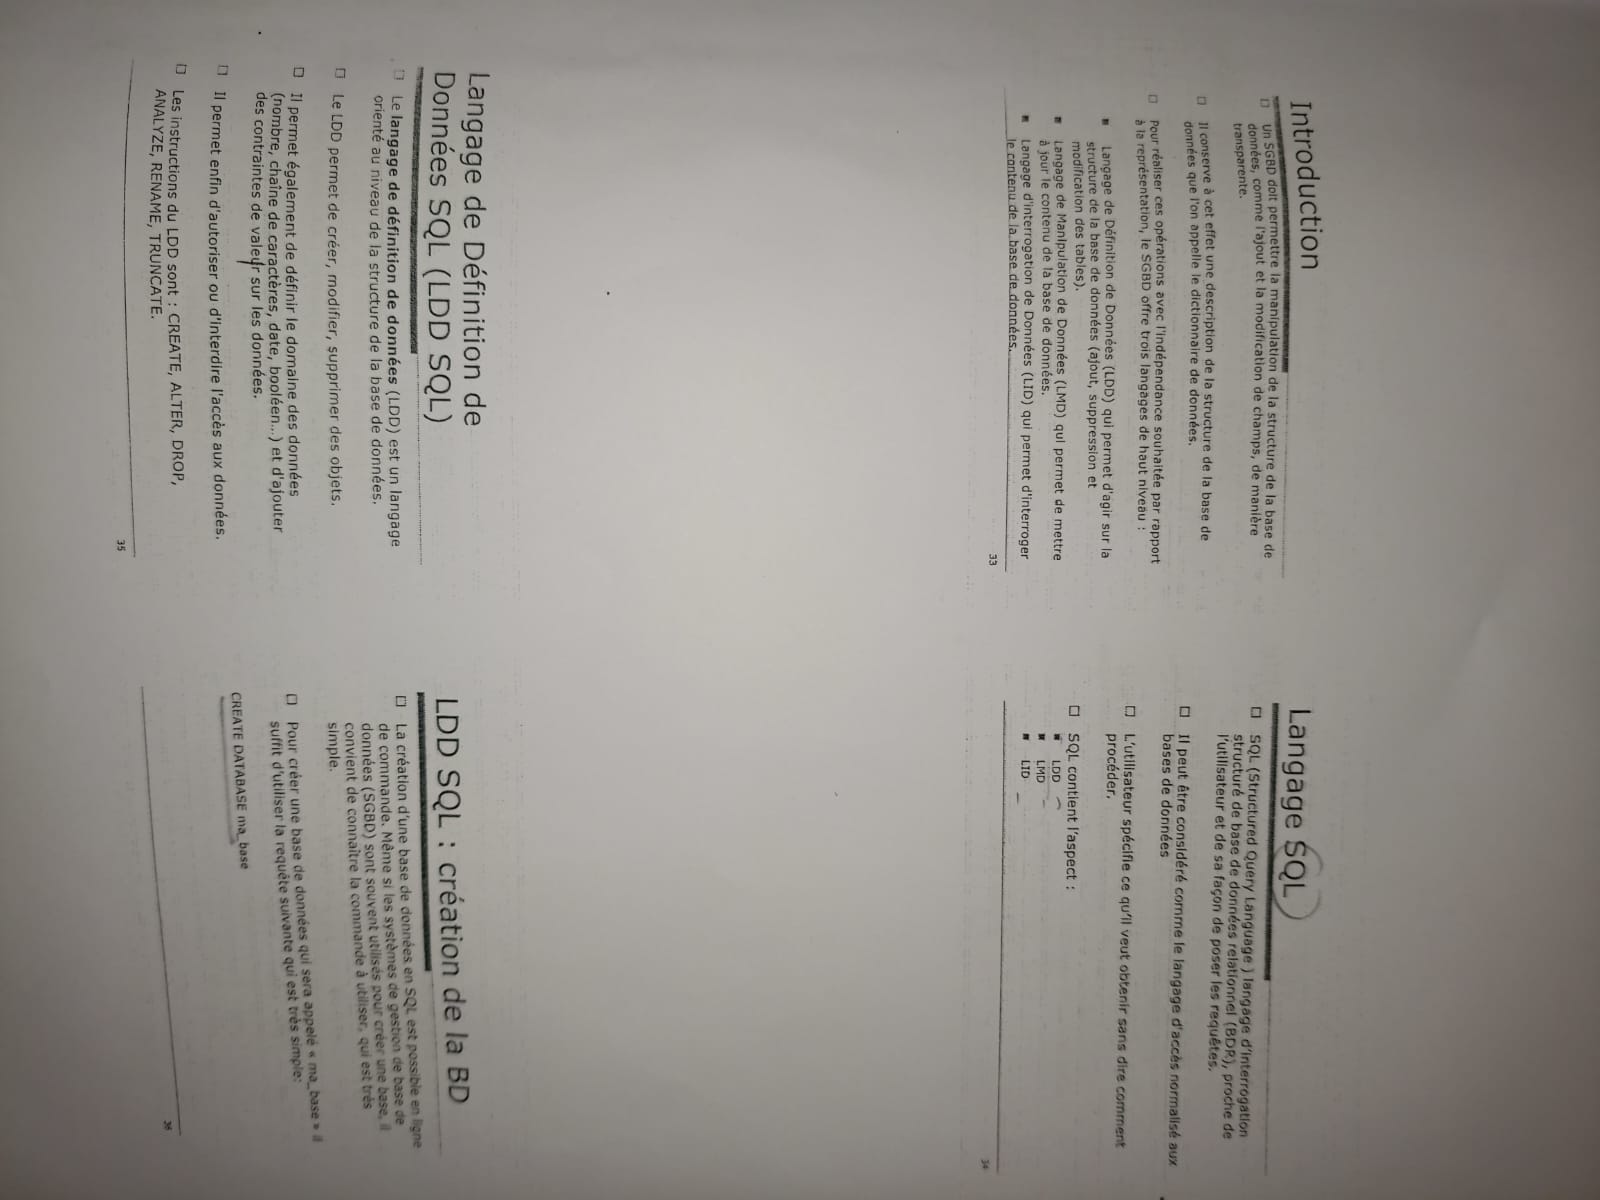 Introduction
Un SGBD doit permettre la manipulation de la structure de la base de
données, comme l'ajout et la modification de champs, de manière
transparente.
Il conserve à cet effet une description de la structure de la base de
données que l'on appelle le dictionnaire de données.
Pour réaliser ces opérations avec l'indépendance souhaitée par rapport
à la représentation, le SGBD offre trois langages de haut niveau :
Langage de Définition de Données (LDD) qui permet d'agir sur la
structure de la base de données (ajout, suppression et
modification des tables).
Langage de Manipulation de Données (LMD) qui permet de mettre
à jour le contenu de la base de données.
Langage d'interrogation de Données (LID) qui permet d'interroger
le contenu de la base de données.
33
Langage SQL
SQL (Structured Query Language ) langage d'interrogation
structuré de base de données relationnel (BDR), proche de
l'utilisateur et de sa façon de poser les requêtes.
Il peut être considéré comme le langage d'accès normalisé aux
bases de données
L'utilisateur spécifie ce qu'il veut obtenir sans dire comment
procéder.
SQL contient l'aspect :
LDD
LMD
LID
34
Langage de Définition de
Données SQL (LDD SQL)
Le langage de définition de données (LDD) est un langage
orienté au niveau de la structure de la base de données.
Le LDD permet de créer, modifier, supprimer des objets.
Il permet également de définir le domaine des données
(nombre, chaîne de caractères, date, booléen...) et d'ajouter
des contraintes de valeur sur les données.
Il permet enfin d'autoriser ou d'interdire l'accès aux données.
Les instructions du LDD sont : CREATE, ALTER, DROP,
ANALYZE, RENAME, TRUNCATE.
35
LDD SQL : création de la BD
La création d'une base de données en SQL est possible en ligne
de commande. Même si les systèmes de gestion de base de
données (SGBD) sont souvent utilisés pour créer une base, il
convient de connaître la commande à utiliser, qui est très
simple.
Pour créer une base de données qui sera appelé « ma_base » il
suffit d'utiliser la requête suivante qui est très simple:
CREATE DATABASE ma_base
36